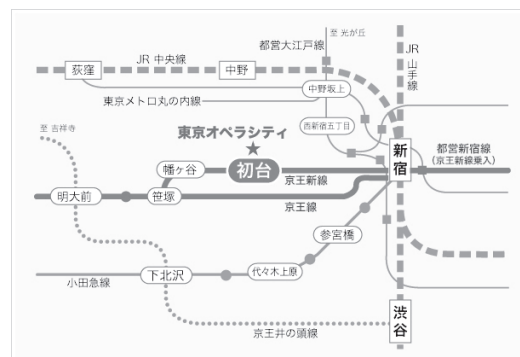 至 光が丘
都営大江戸線
JR 山手線
JR 中央線
荻窪
中野
中野坂上
東京メトロ丸の内線
西新宿五丁目
至 吉祥寺
東京オペラシティ
★
幡ヶ谷
初台
新宿
都営新宿線
(京王新線乗入)
京王新線
明大前
笹塚
京王線
参宮橋
小田急線
下北沢
代々木上原
渋谷
京王井の頭線